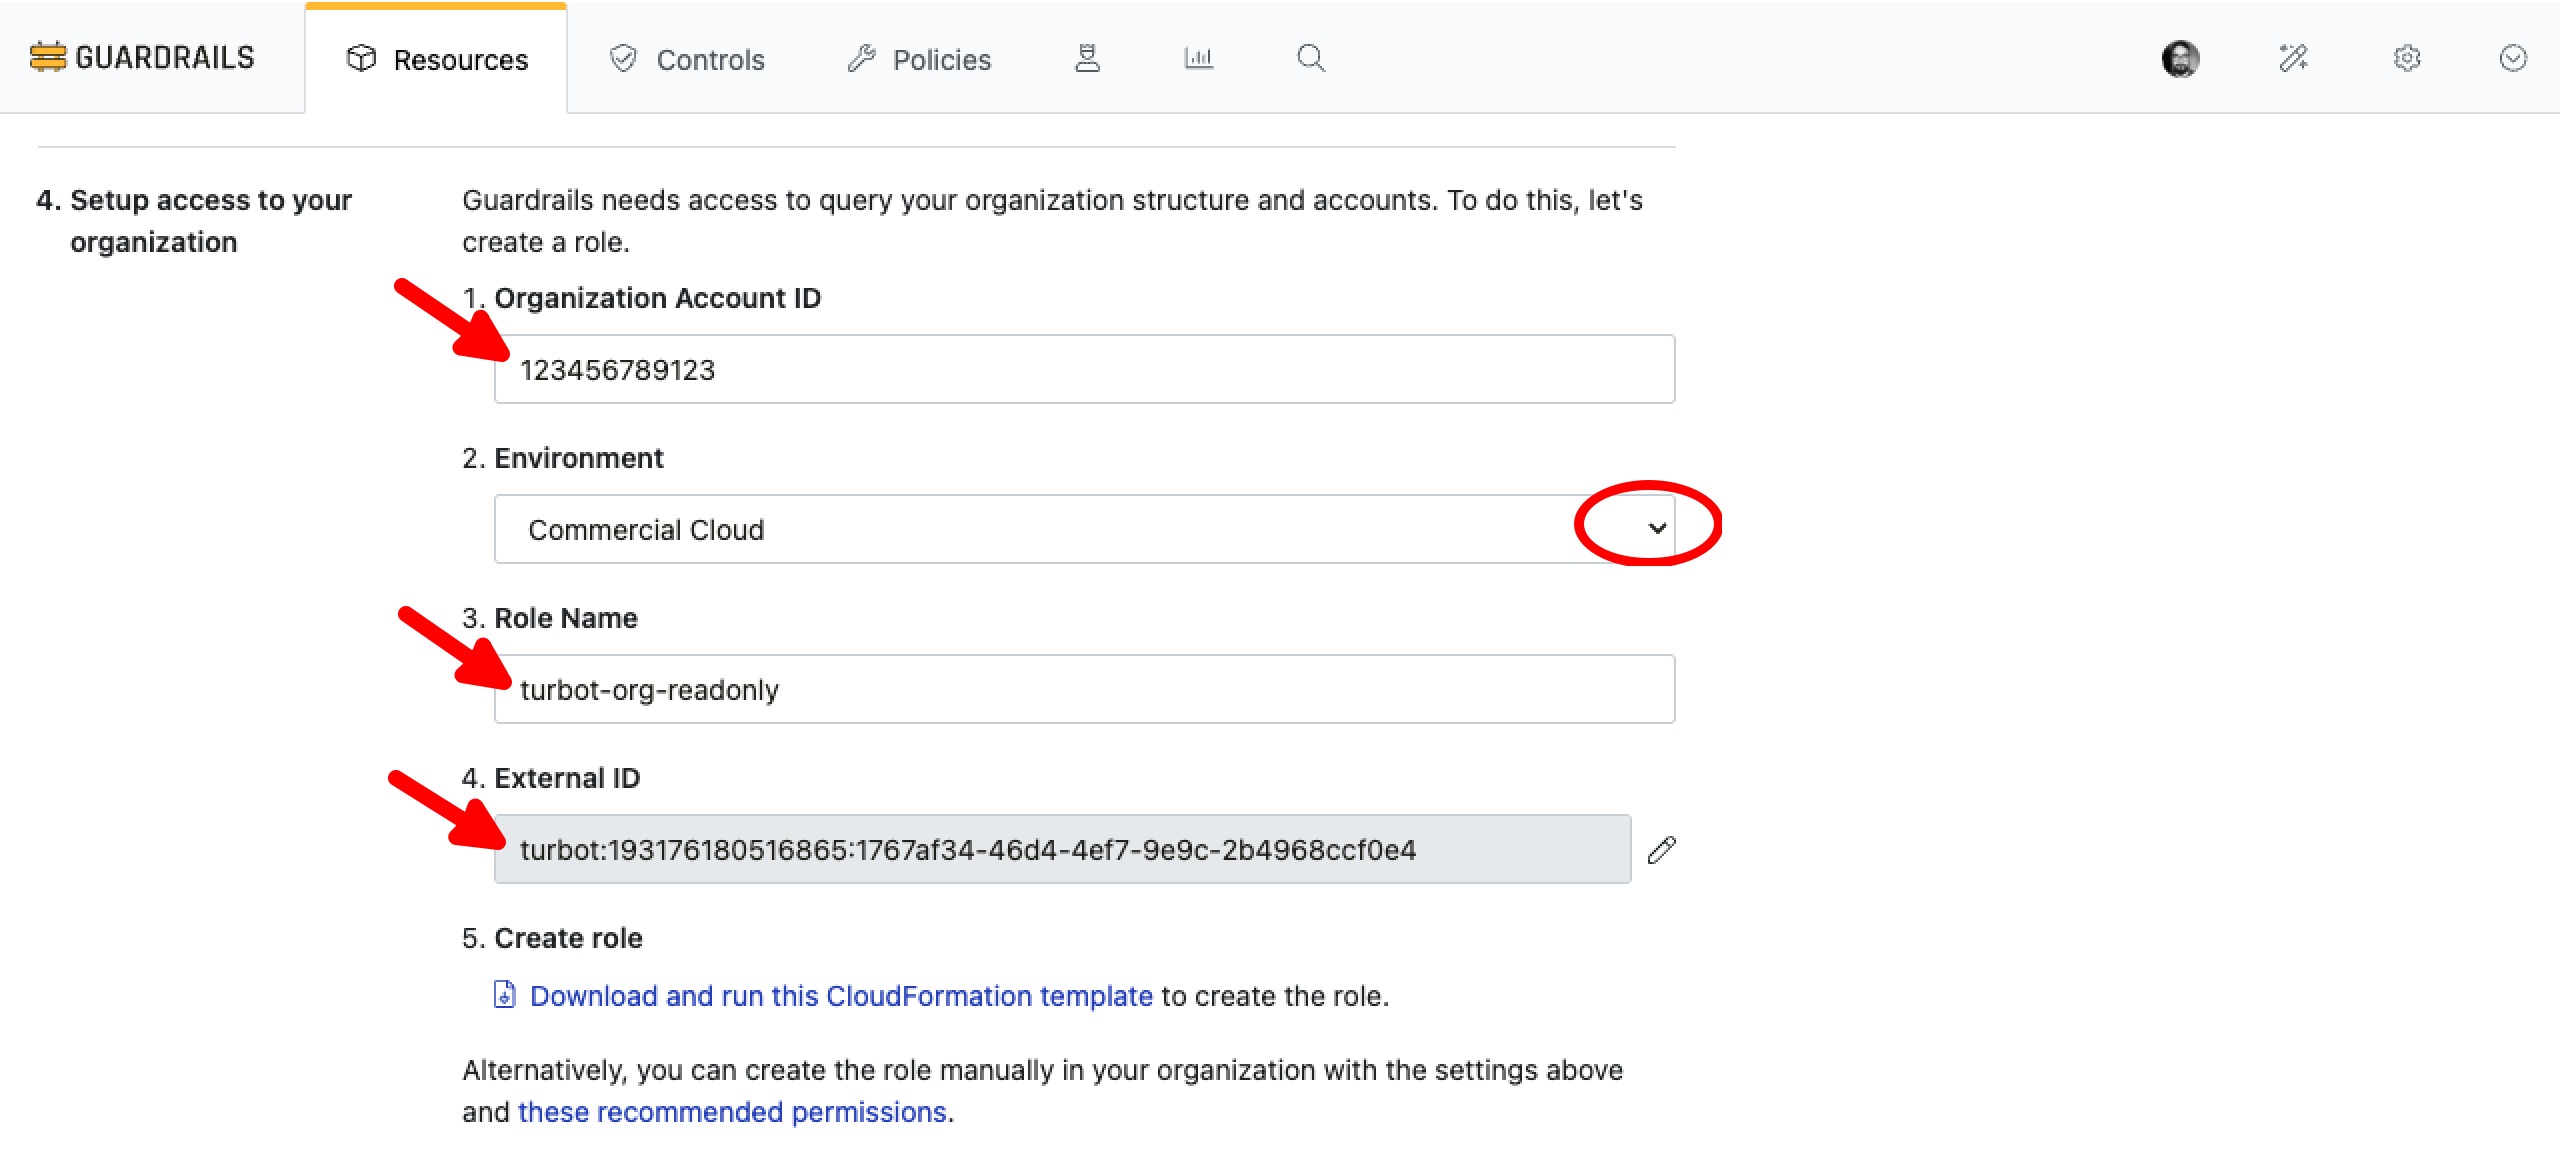 GUARDRAILS
Resources
Controls
Policies
4. Setup access to your
organization
Guardrails needs access to query your organization structure and accounts. To do this, let's
create a role.
1. Organization Account ID
123456789123
2. Environment
Commercial Cloud
3. Role Name
turbot-org-readonly
4. External ID
turbot:193176180516865:1767af34-46d4-4ef7-9e9c-2b4968ccf0e4
5. Create role
Download and run this CloudFormation template to create the role.
Alternatively, you can create the role manually in your organization with the settings above
and these recommended permissions.